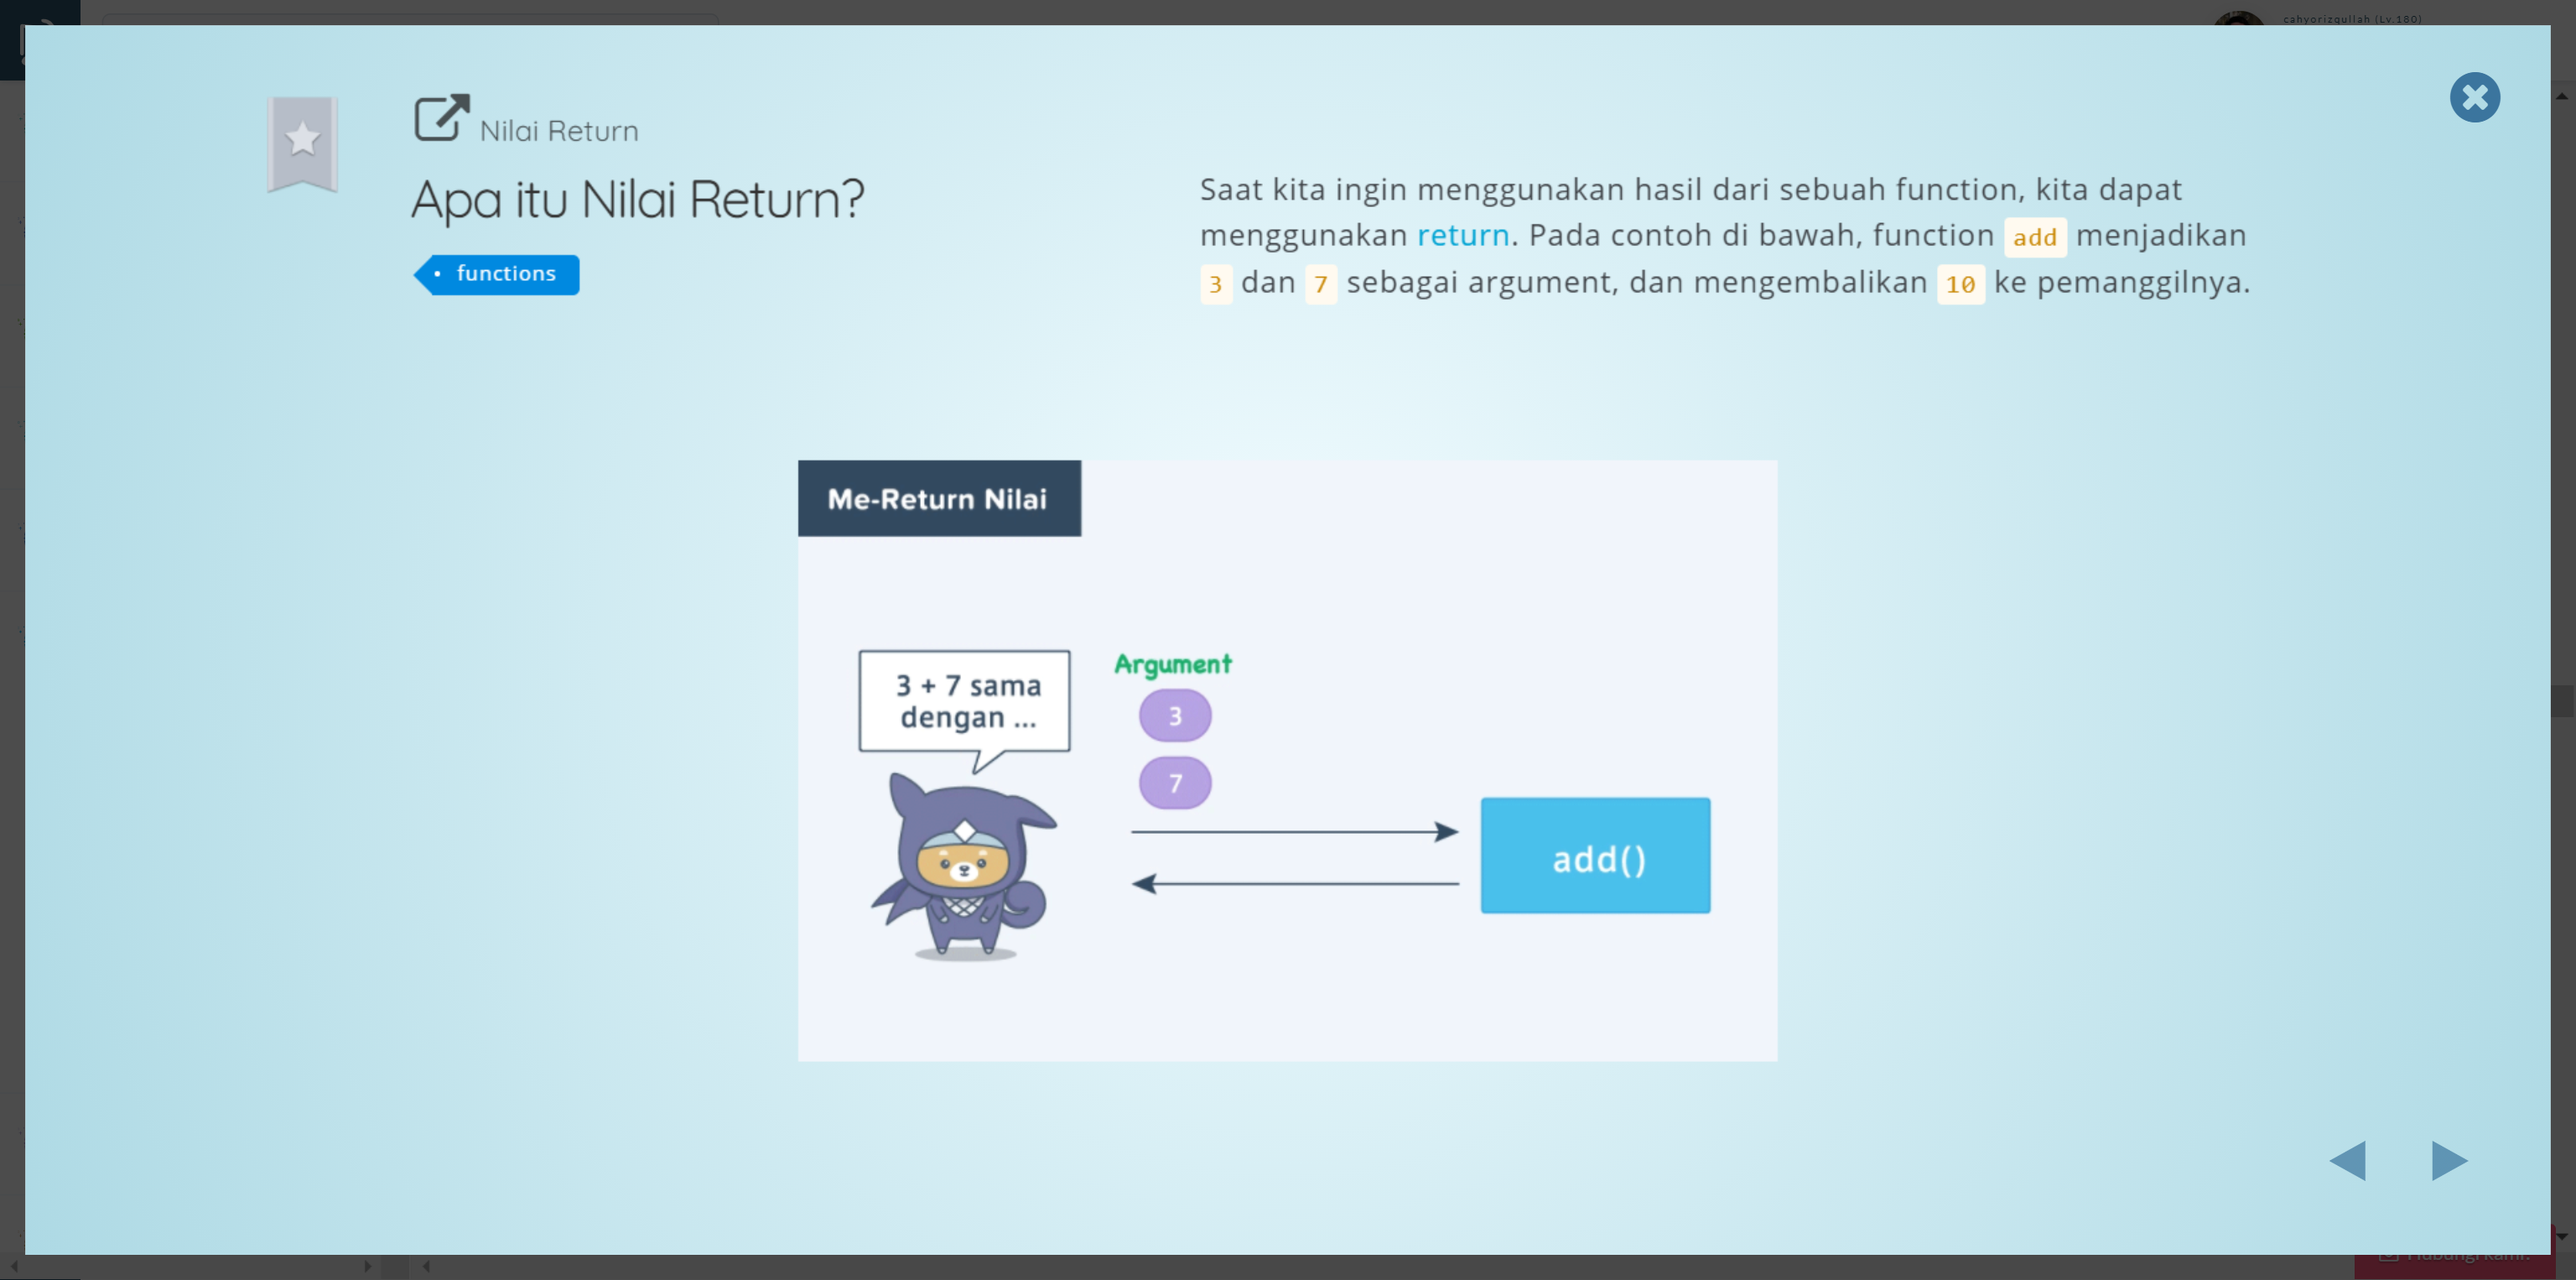 cahyorizqullah (Lv.180)
Nilai Return
Apa itu Nilai Return?
functions
Saat kita ingin menggunakan hasil dari sebuah function, kita dapat
menggunakan return. Pada contoh di bawah, function add menjadikan
3 dan 7 sebagai argument, dan mengembalikan 10 ke pemanggilnya.
Me-Return Nilai
3 + 7 sama
dengan ...
Argument
3
7
add()
Hubungi kami!